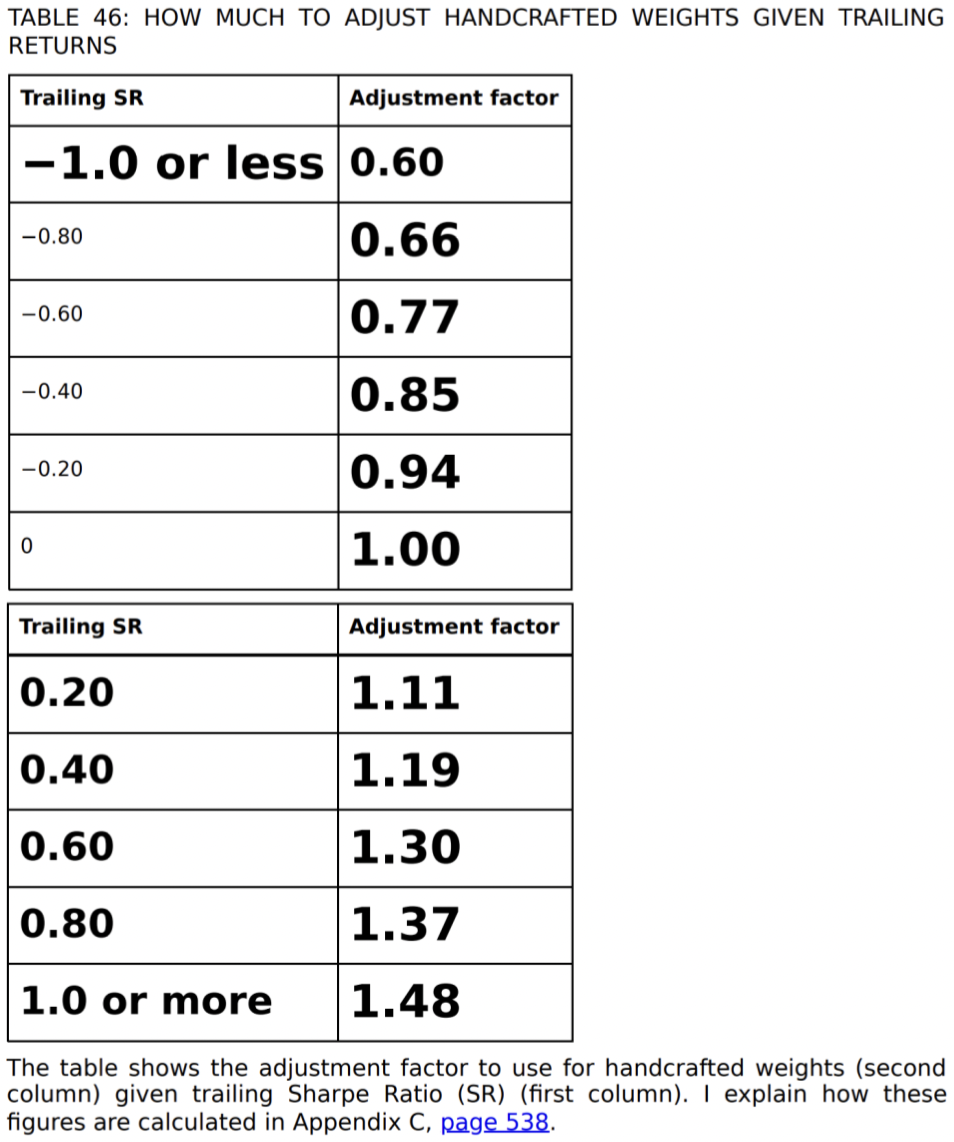 TABLE 46: HOW MUCH TO ADJUST HANDCRAFTED WEIGHTS GIVEN TRAILING
RETURNS
Trailing SR Adjustment factor
−1.0 or less 0.60
−0.80 0.66
−0.60 0.77
−0.40 0.85
−0.20 0.94
0 1.00
Trailing SR Adjustment factor
0.20 1.11
0.40 1.19
0.60 1.30
0.80 1.37
1.0 or more 1.48
The table shows the adjustment factor to use for handcrafted weights (second
column) given trailing Sharpe Ratio (SR) (first column). I explain how these
figures are calculated in Appendix C, page 538.